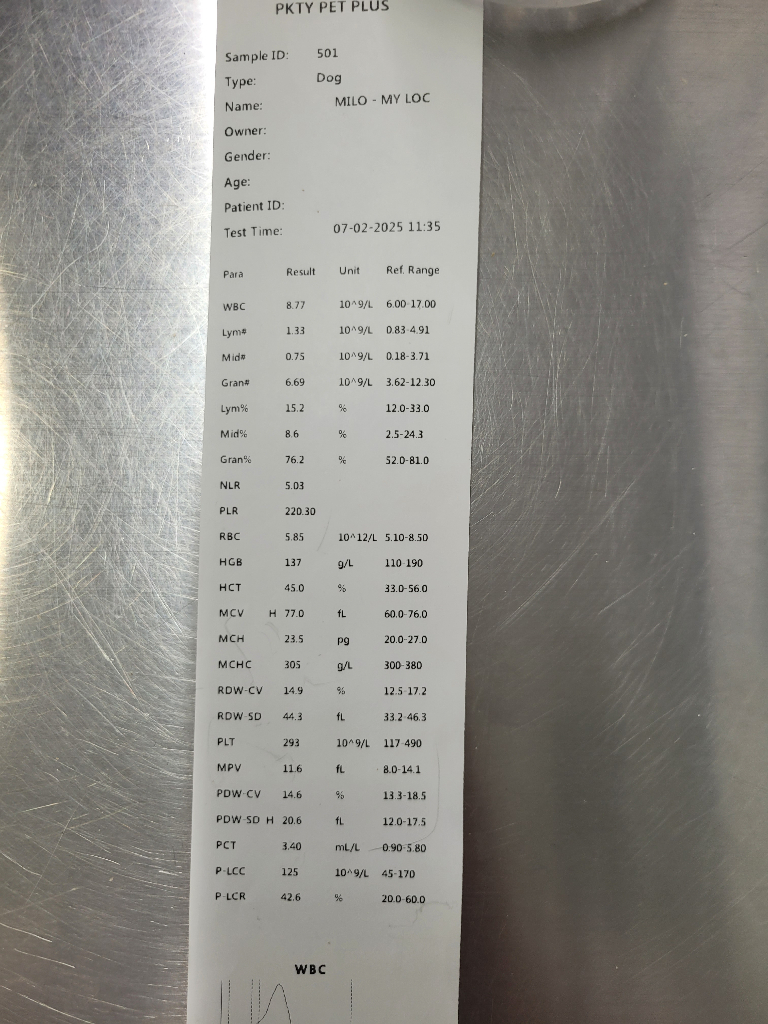 PKTY PET PLUS
Sample ID: 501
Type: Dog
Name: MILO - MY LOC
Owner:
Gender:
Age:
Patient ID:
Test Time: 07-02-2025 11:35
Para Result Unit Ref. Range
WBC 8.77 10^9/L 6.00-17.00
Lym# 1.33 10^9/L 0.83-4.91
Mid# 0.75 10^9/L 0.18-3.71
Gran# 6.69 10^9/L 3.62-12.30
Lym% 15.2 % 12.0-33.0
Mid% 8.6 % 2.5-24.3
Gran% 76.2 % 52.0-81.0
NLR 5.03
PLR 220.30
RBC 5.85 10^12/L 5.10-8.50
HGB 137 g/L 110-190
HCT 45.0 % 33.0-56.0
MCV H 77.0 fL 60.0-76.0
MCH 23.5 pg 20.0-27.0
MCHC 305 g/L 300-380
RDW-CV 14.9 % 12.5-17.2
RDW-SD 44.3 fL 33.2-46.3
PLT 293 10^9/L 117-490
MPV 11.6 fL 8.0-14.1
PDW-CV 14.6 % 13.3-18.5
PDW-SD H 20.6 fL 12.0-17.5
PCT 3.40 mL/L 0.90-5.80
P-LCC 125 10^9/L 45-170
P-LCR 42.6 % 20.0-60.0
WBC